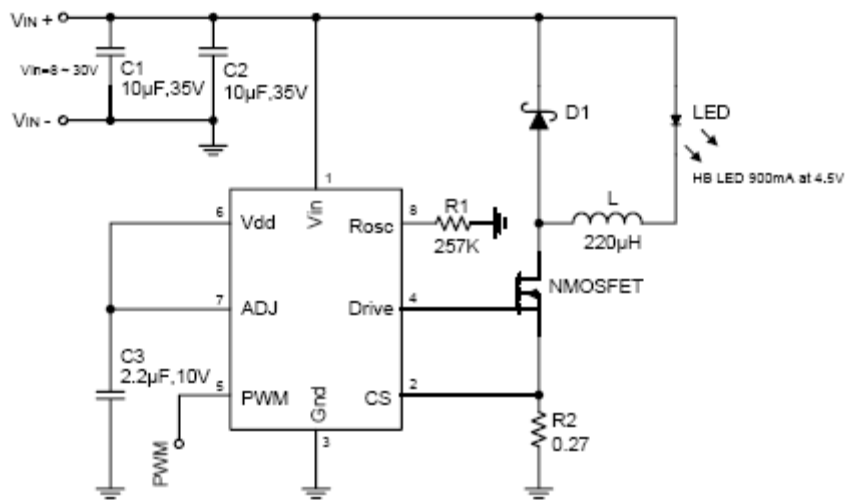 VIN +
Vin=8 ~ 30V
C1
10µF,35V
C2
10µF,35V
VIN -
D1
LED
HB LED 900mA at 4.5V
L
220µH
1
Vin
6
Vdd
8
Rosc
R1
257K
NMOSFET
7
ADJ
Drive
4
C3
2.2µF,10V
5
PWM
Gnd
3
CS
2
R2
0.27
PWM